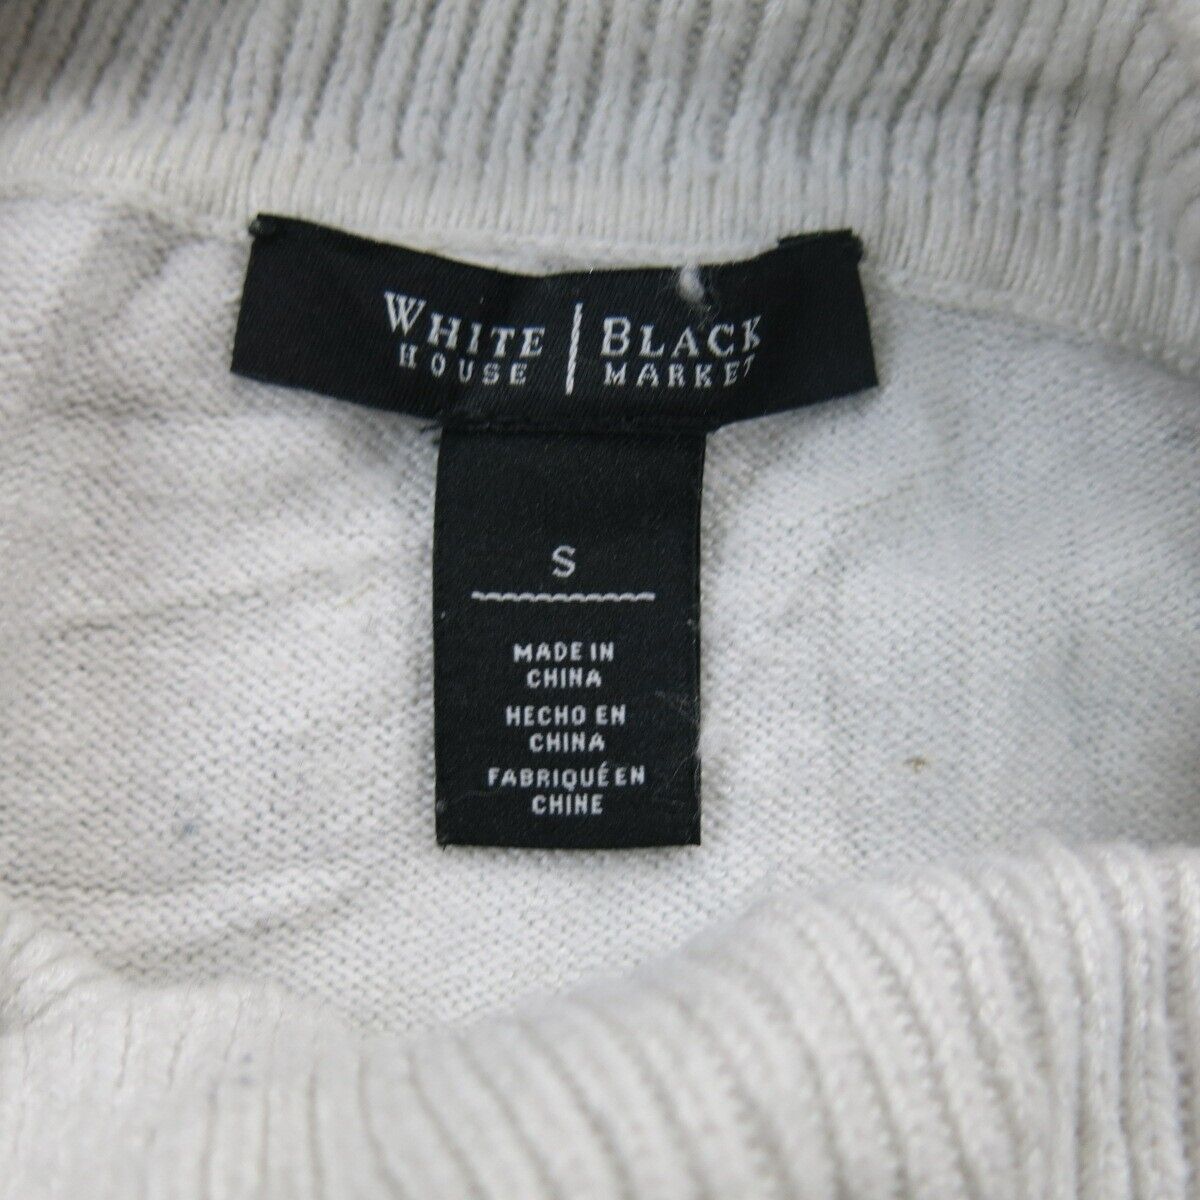 WHITE | BLACK
HOUSE | MARKET
S
MADE IN
CHINA
HECHO EN
CHINA
FABRIQUÉ EN
CHINE